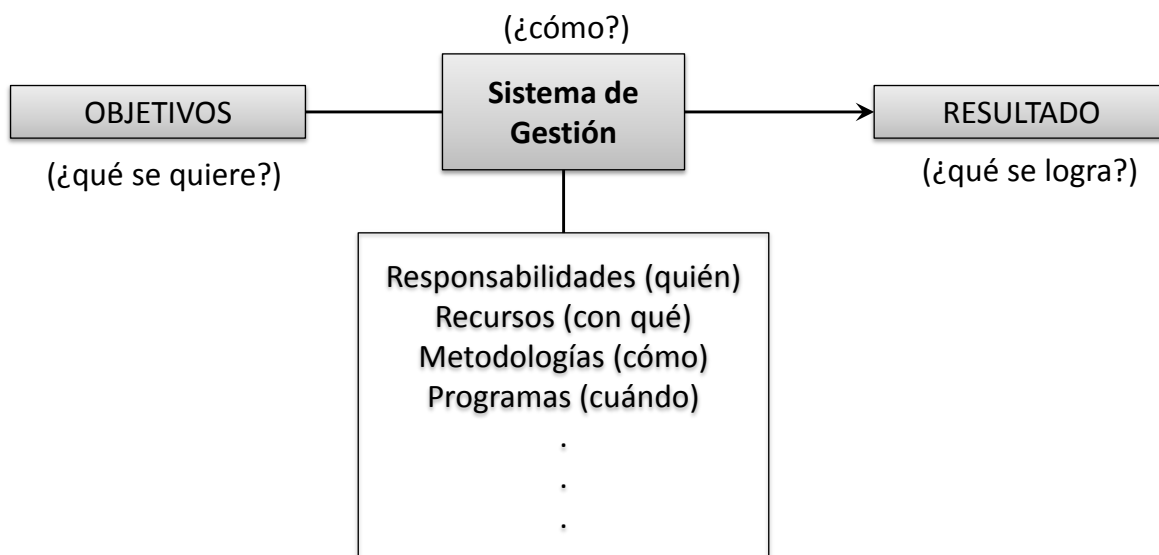 (¿cómo?)
OBJETIVOS
Sistema de
Gestión
RESULTADO
(¿qué se quiere?)
(¿qué se logra?)
Responsabilidades (quién)
Recursos (con qué)
Metodologías (cómo)
Programas (cuándo)
.
.
.